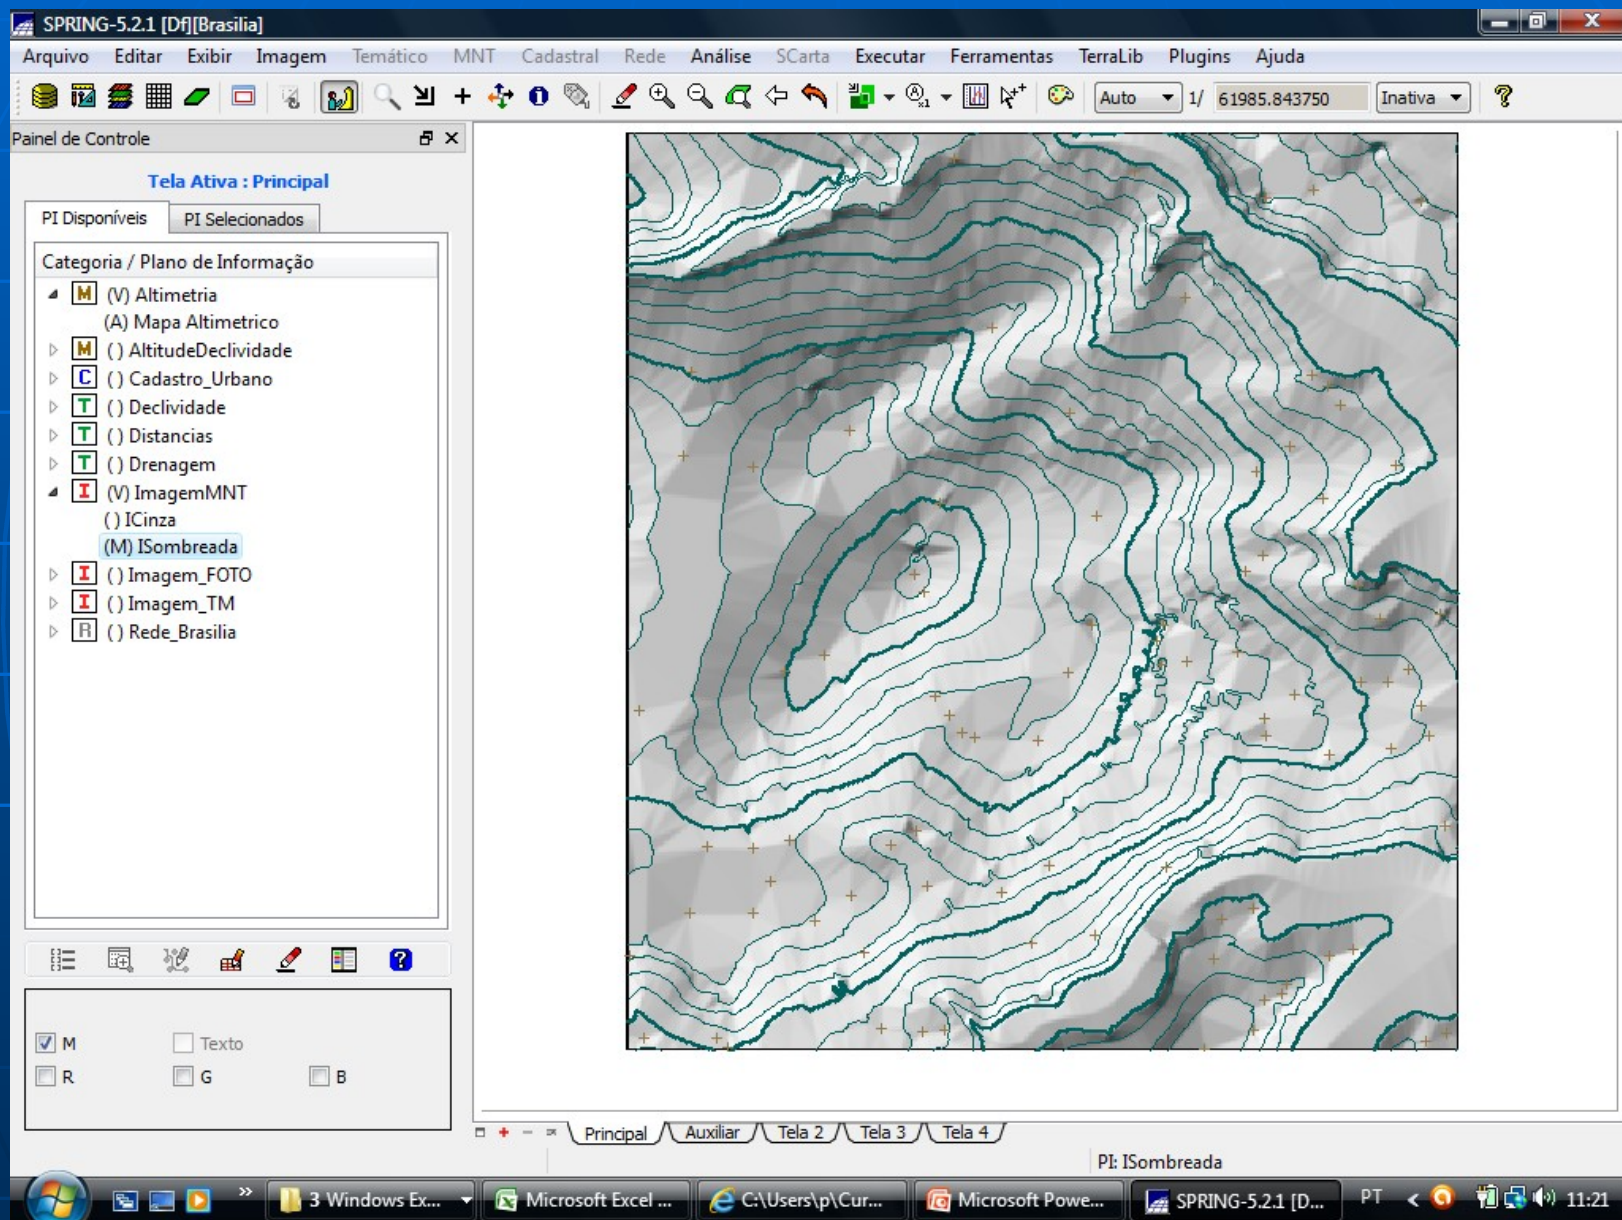 SPRING-5.2.1 [Df][Brasilia]
Arquivo Editar Exibir Imagem Temático MNT Cadastral Rede Análise SCarta Executar Ferramentas TerraLib Plugins Ajuda
Auto 1/ 61985.843750 Inativa
Painel de Controle
Tela Ativa : Principal
PI Disponíveis PI Selecionados
Categoria / Plano de Informação
M (V) Altimetria
(A) Mapa Altimetrico
M ( ) AltitudeDeclividade
C ( ) Cadastro_Urbano
T ( ) Declividade
T ( ) Distancias
T ( ) Drenagem
I (V) ImagemMNT
( ) ICinza
(M) ISombreada
I ( ) Imagem_FOTO
I ( ) Imagem_TM
R ( ) Rede_Brasilia
M Texto
R G B
Principal Auxiliar Tela 2 Tela 3 Tela 4
PI: ISombreada
3 Windows Ex... Microsoft Excel ... C:\Users\p\Cur... Microsoft Powe... SPRING-5.2.1 [D... PT 11:21